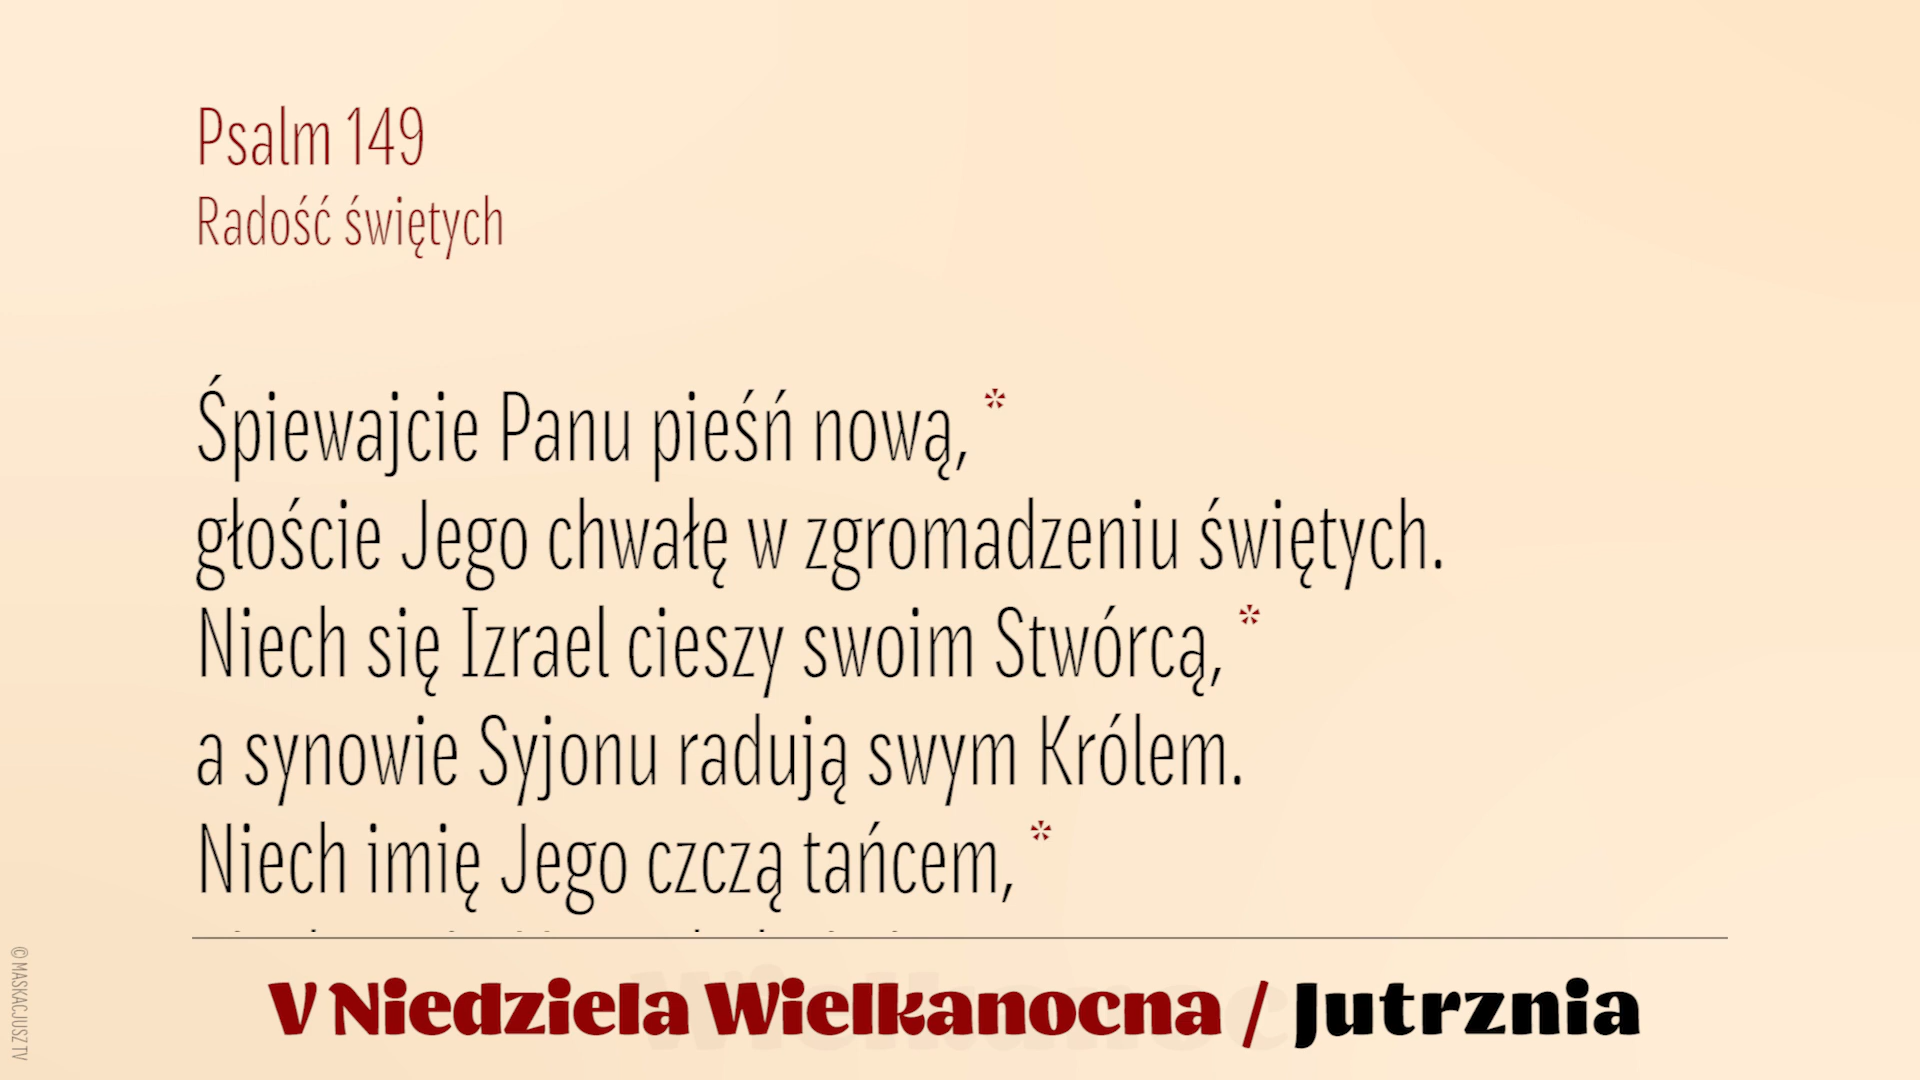 Psalm 149
Radość świętych
Śpiewajcie Panu pieśń nową, *
głoście Jego chwałę w zgromadzeniu świętych.
Niech się Izrael cieszy swoim Stwórcą, *
a synowie Syjonu radują swym Królem.
Niech imię Jego czczą tańcem, *
V Niedziela Wielkanocna / Jutrznia
© MASKACJUSZ TV